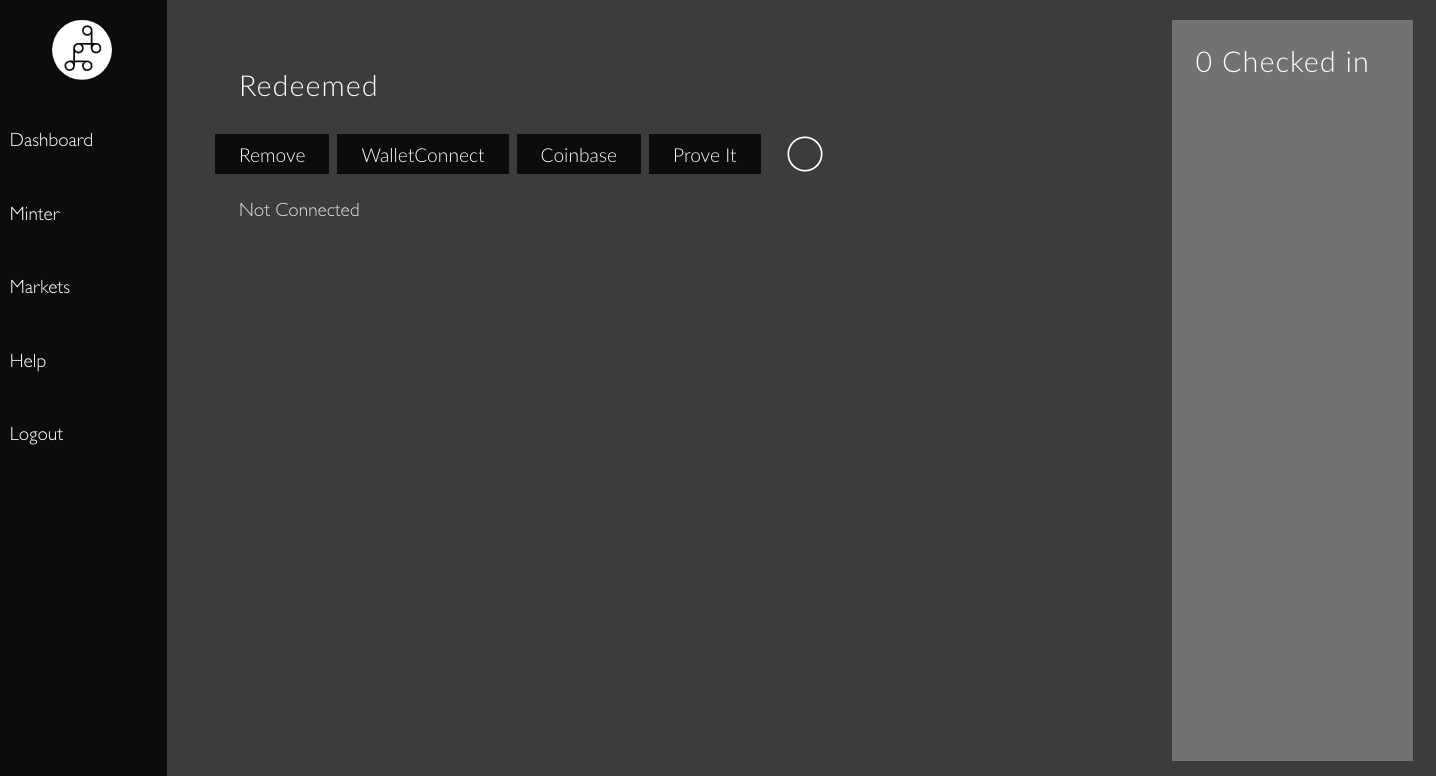 Dashboard
Minter
Markets
Help
Logout
Redeemed
Remove WalletConnect Coinbase Prove It
Not Connected
0 Checked in